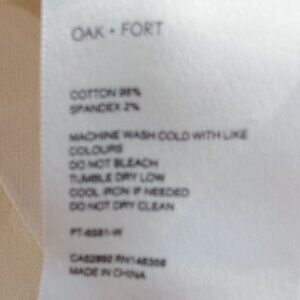 OAK + FORT
COTTON 98%
SPANDEX 2%
MACHINE WASH COLD WITH LIKE
COLOURS
DO NOT BLEACH
TUMBLE DRY LOW
COOL IRON IF NEEDED
DO NOT DRY CLEAN
MADE IN CHINA